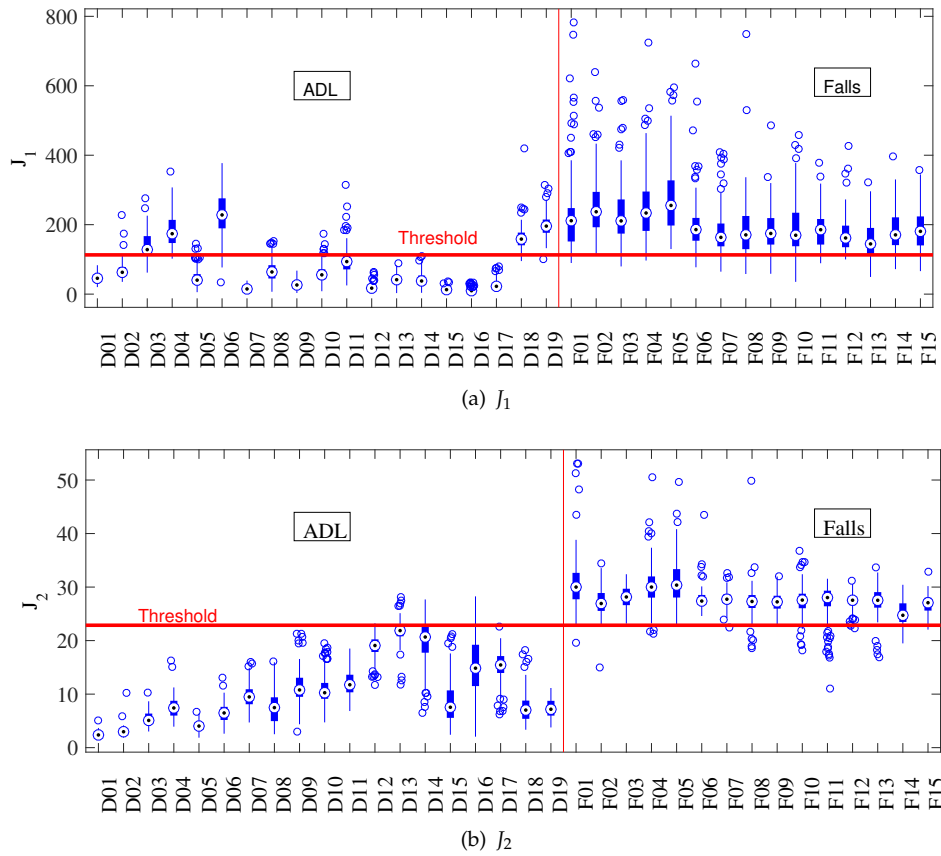 800
600
400
200
0
J1
ADL
Falls
Threshold
D01 D02 D03 D04 D05 D06 D07 D08 D09 D10 D11 D12 D13 D14 D15 D16 D17 D18 D19 F01 F02 F03 F04 F05 F06 F07 F08 F09 F10 F11 F12 F13 F14 F15
(a) J1
50
40
30
20
10
0
J2
ADL
Falls
Threshold
D01 D02 D03 D04 D05 D06 D07 D08 D09 D10 D11 D12 D13 D14 D15 D16 D17 D18 D19 F01 F02 F03 F04 F05 F06 F07 F08 F09 F10 F11 F12 F13 F14 F15
(b) J2